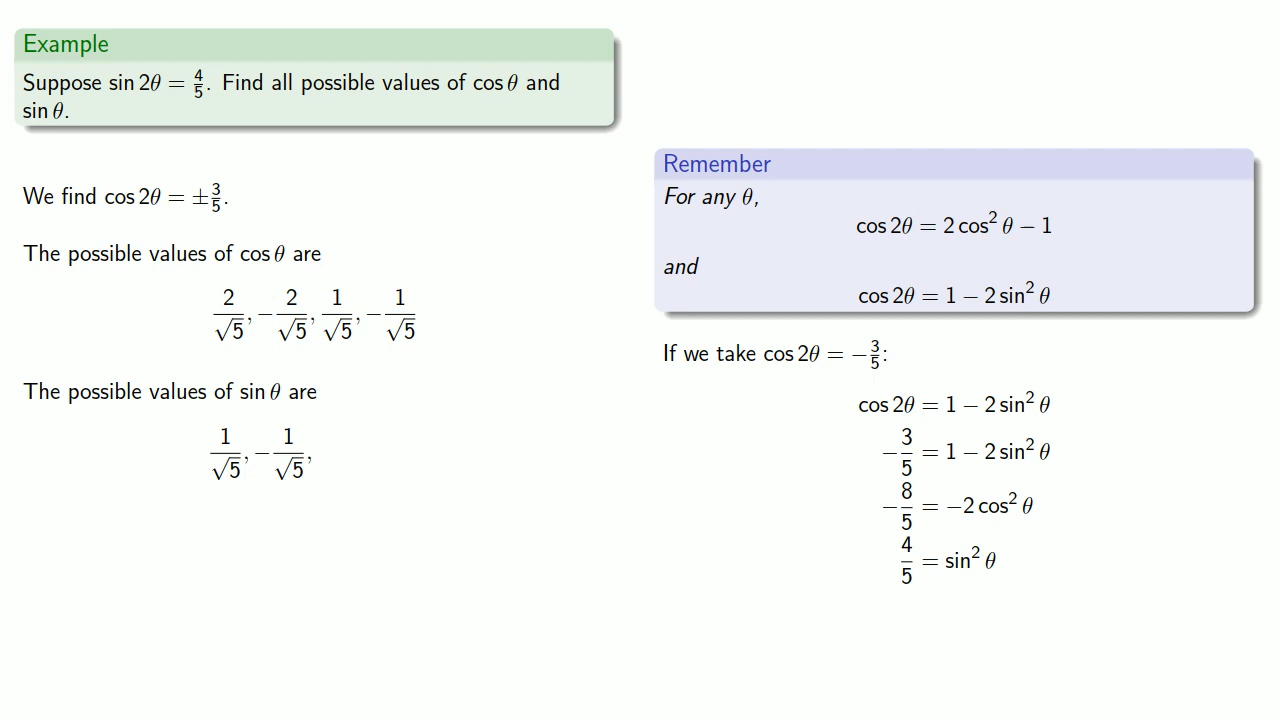 Example
Suppose sin 2θ = 4/5. Find all possible values of cos θ and
sin θ.
We find cos 2θ = ±3/5.
The possible values of cos θ are
2/√5, −2/√5, 1/√5, −1/√5
The possible values of sin θ are
1/√5, −1/√5,
Remember
For any θ,
cos 2θ = 2 cos² θ − 1
and
cos 2θ = 1 − 2 sin² θ
If we take cos 2θ = −3/5:
cos 2θ = 1 − 2 sin² θ
−3/5 = 1 − 2 sin² θ
−8/5 = −2 cos² θ
4/5 = sin² θ